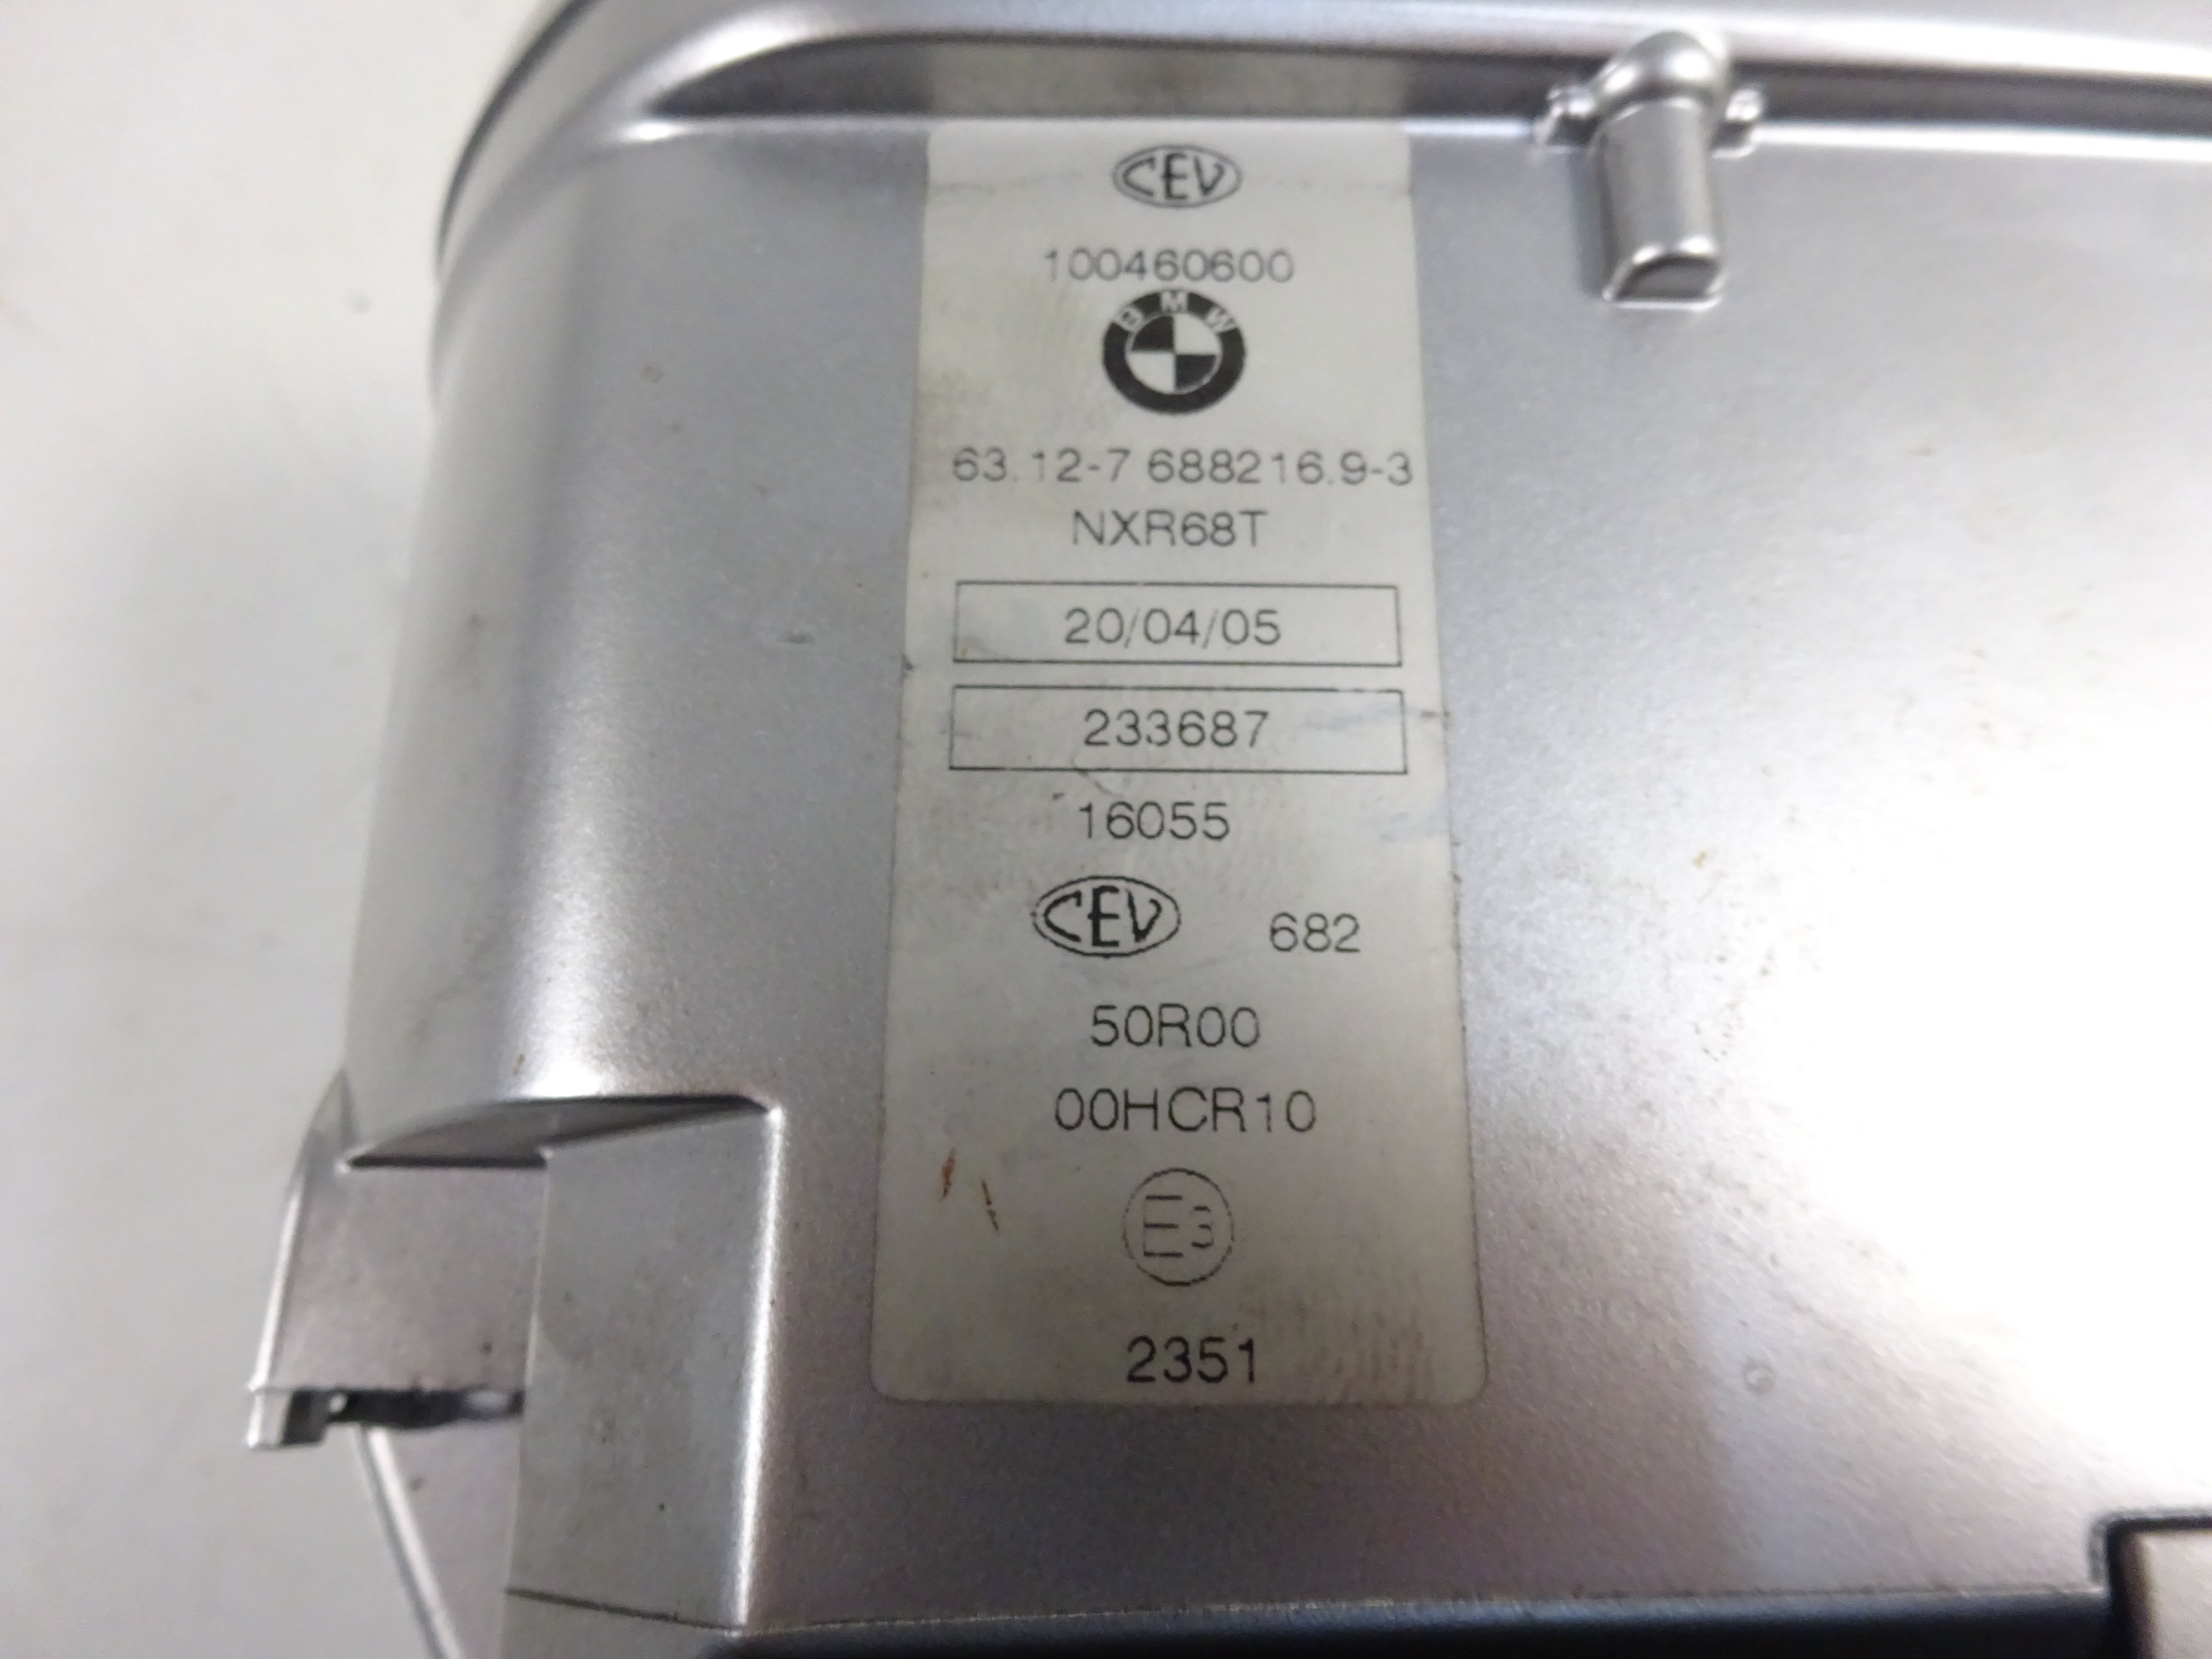 CEV
100460600
BMW
63.12-7 688216.9-3
NXR68T
20/04/05
233687
16055
CEV 682
50R00
00HCR10
E3
2351